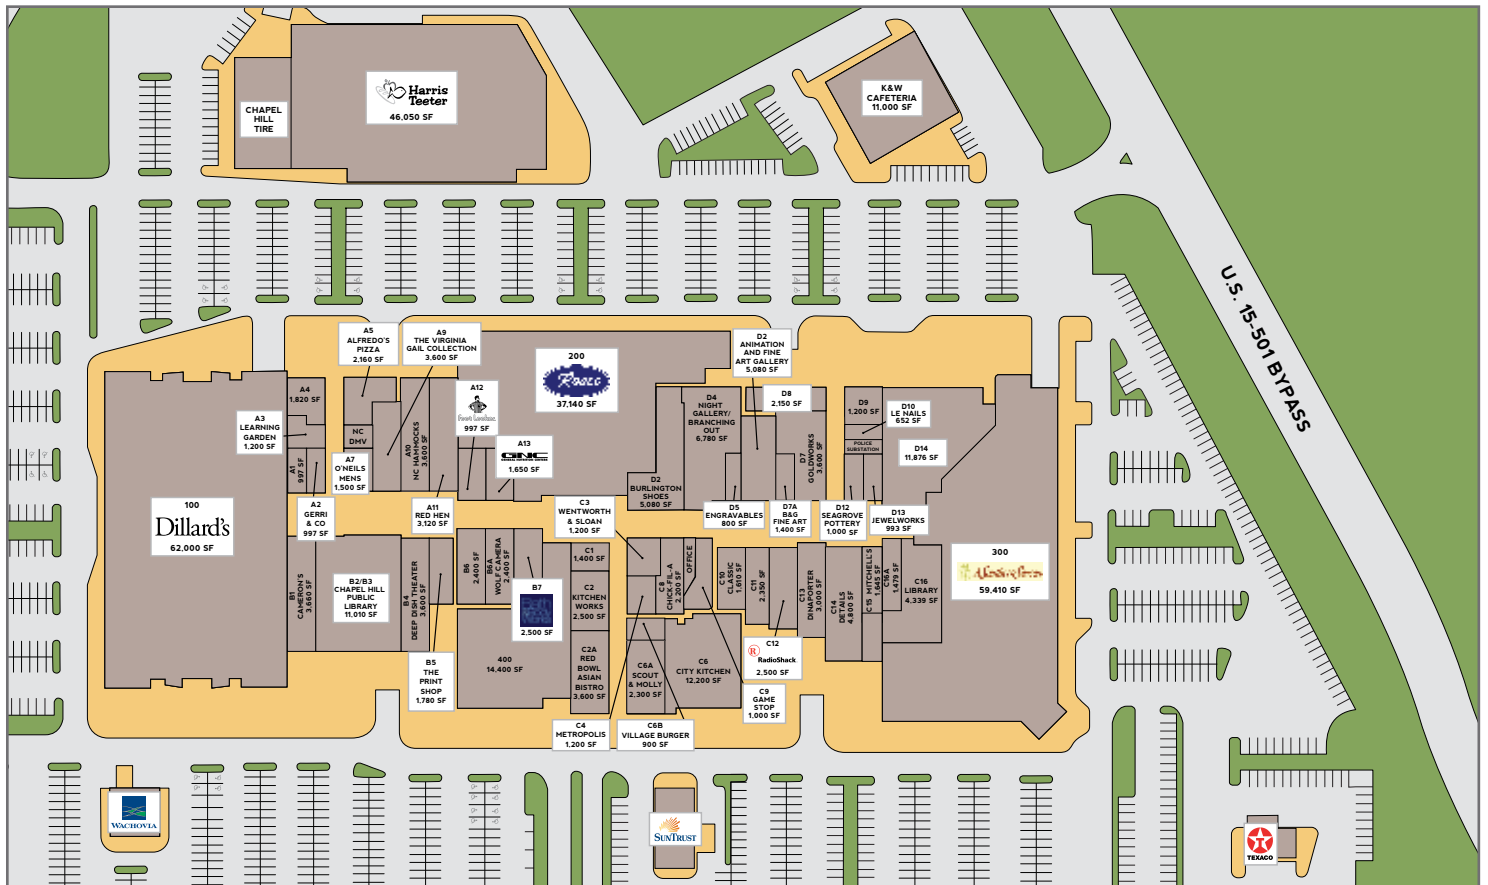 CHAPEL
HILL
TIRE
Harris
Teeter
46,050 SF
K&W
CAFETERIA
11,000 SF
U.S. 15-501 BYPASS
A5
ALFREDO'S
PIZZA
2,160 SF
A9
THE VIRGINIA
GAIL COLLECTION
3,600 SF
200
37,140 SF
D2
ANIMATION
AND FINE
ART GALLERY
5,080 SF
A4
1,820 SF
A3
LEARNING
GARDEN
1,200 SF
A1
997 SF
A2
GERRI
& CO
997 SF
NC
DMV
A7
O'NEILS
MENS
1,500 SF
A10
NC HAMMOCKS
3,600 SF
A11
RED HEN
3,120 SF
A12
997 SF
A13
GNC
1,650 SF
D2
BURLINGTON
SHOES
5,080 SF
D4
NIGHT
GALLERY/
BRANCHING
OUT
6,780 SF
D8
2,150 SF
D5
ENGRAVABLES
800 SF
D7
GOLDWORKS
3,600 SF
D7A
B&G
FINE ART
1,400 SF
D9
1,200 SF
D10
LE NAILS
652 SF
POLICE
SUBSTATION
D12
SEAGROVE
POTTERY
1,000 SF
D13
JEWELWORKS
993 SF
D14
11,876 SF
100
Dillard's
62,000 SF
B1
CAMERON'S
3,660 SF
B2/B3
CHAPEL HILL
PUBLIC
LIBRARY
11,010 SF
B4
DEEP DISH THEATER
3,600 SF
B5
THE
PRINT
SHOP
1,780 SF
B6
2,400 SF
B6A
WOLF CAMERA
2,400 SF
B7
2,500 SF
400
14,400 SF
C1
1,400 SF
C2
KITCHEN
WORKS
2,500 SF
C2A
RED
BOWL
ASIAN
BISTRO
3,600 SF
C3
WENTWORTH
& SLOAN
1,200 SF
C4
METROPOLIS
1,200 SF
C8
CHICK-FIL-A
2,200 SF
OFFICE
C6A
SCOUT
& MOLLY
2,300 SF
C6
CITY KITCHEN
12,200 SF
C6B
VILLAGE BURGER
900 SF
C9
GAME
STOP
1,000 SF
C10
CLASSIC
1,810 SF
C11
2,350 SF
C12
RadioShack
2,500 SF
C13
DINAPORTER
3,000 SF
C14
DETAILS
4,800 SF
C15 MITCHELL'S
1,645 SF
C16A
1,479 SF
C16
LIBRARY
4,339 SF
300
59,410 SF
WACHOVIA
SUNTRUST
TEXACO